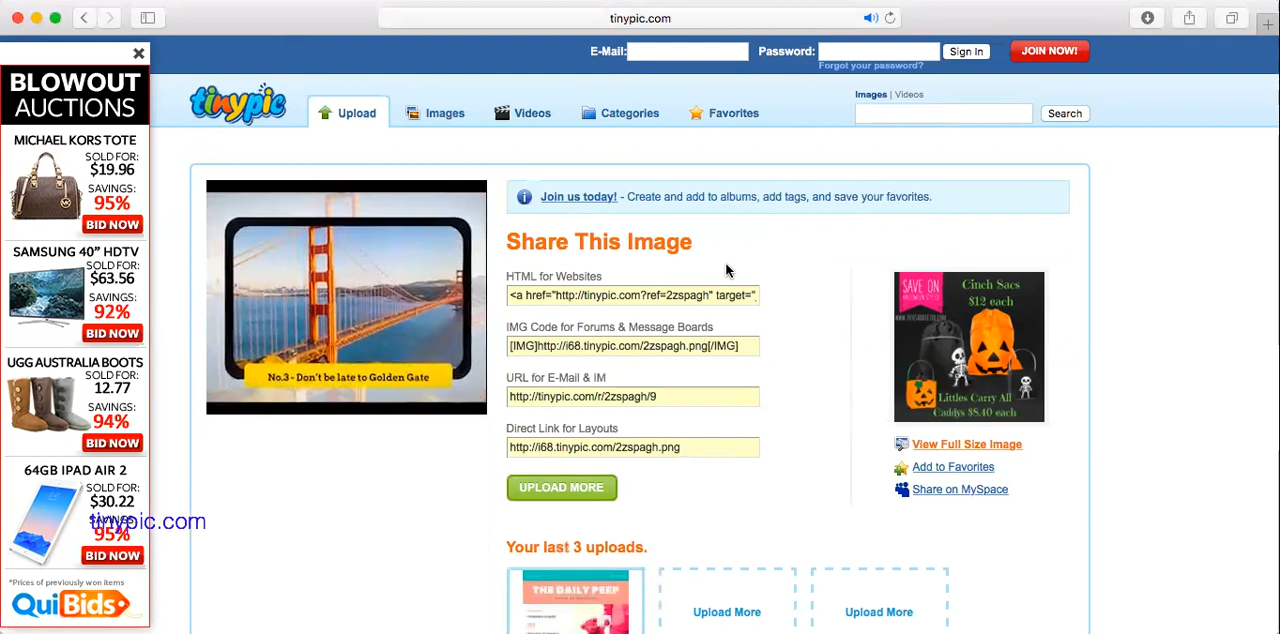 tinypic.com
E-Mail:
Password:
Sign In
JOIN NOW!
Forgot your password?
BLOWOUT
AUCTIONS
MICHAEL KORS TOTE
SOLD FOR:
$19.96
SAVINGS:
95%
BID NOW
SAMSUNG 40" HDTV
SOLD FOR:
$63.56
SAVINGS:
92%
BID NOW
UGG AUSTRALIA BOOTS
SOLD FOR:
12.77
SAVINGS:
94%
BID NOW
64GB IPAD AIR 2
SOLD FOR:
$30.22
SAVINGS:
95%
BID NOW
tinypic.com
*Prices of previously won items
QuiBids
tinypic
Upload
Images
Videos
Categories
Favorites
Images | Videos
Search
No.3 - Don't be late to Golden Gate
Join us today! - Create and add to albums, add tags, and save your favorites.
Share This Image
HTML for Websites
<a href="http://tinypic.com?ref=2zspagh" target="
IMG Code for Forums & Message Boards
[IMG]http://i68.tinypic.com/2zspagh.png[/IMG]
URL for E-Mail & IM
http://tinypic.com/r/2zspagh/9
Direct Link for Layouts
http://i68.tinypic.com/2zspagh.png
UPLOAD MORE
SAVE ON
Cinch Sacs
$12 each
Littles Carry All
Caddys $8.40 each
View Full Size Image
Add to Favorites
Share on MySpace
Your last 3 uploads.
THE DAILY PEEP
Upload More
Upload More